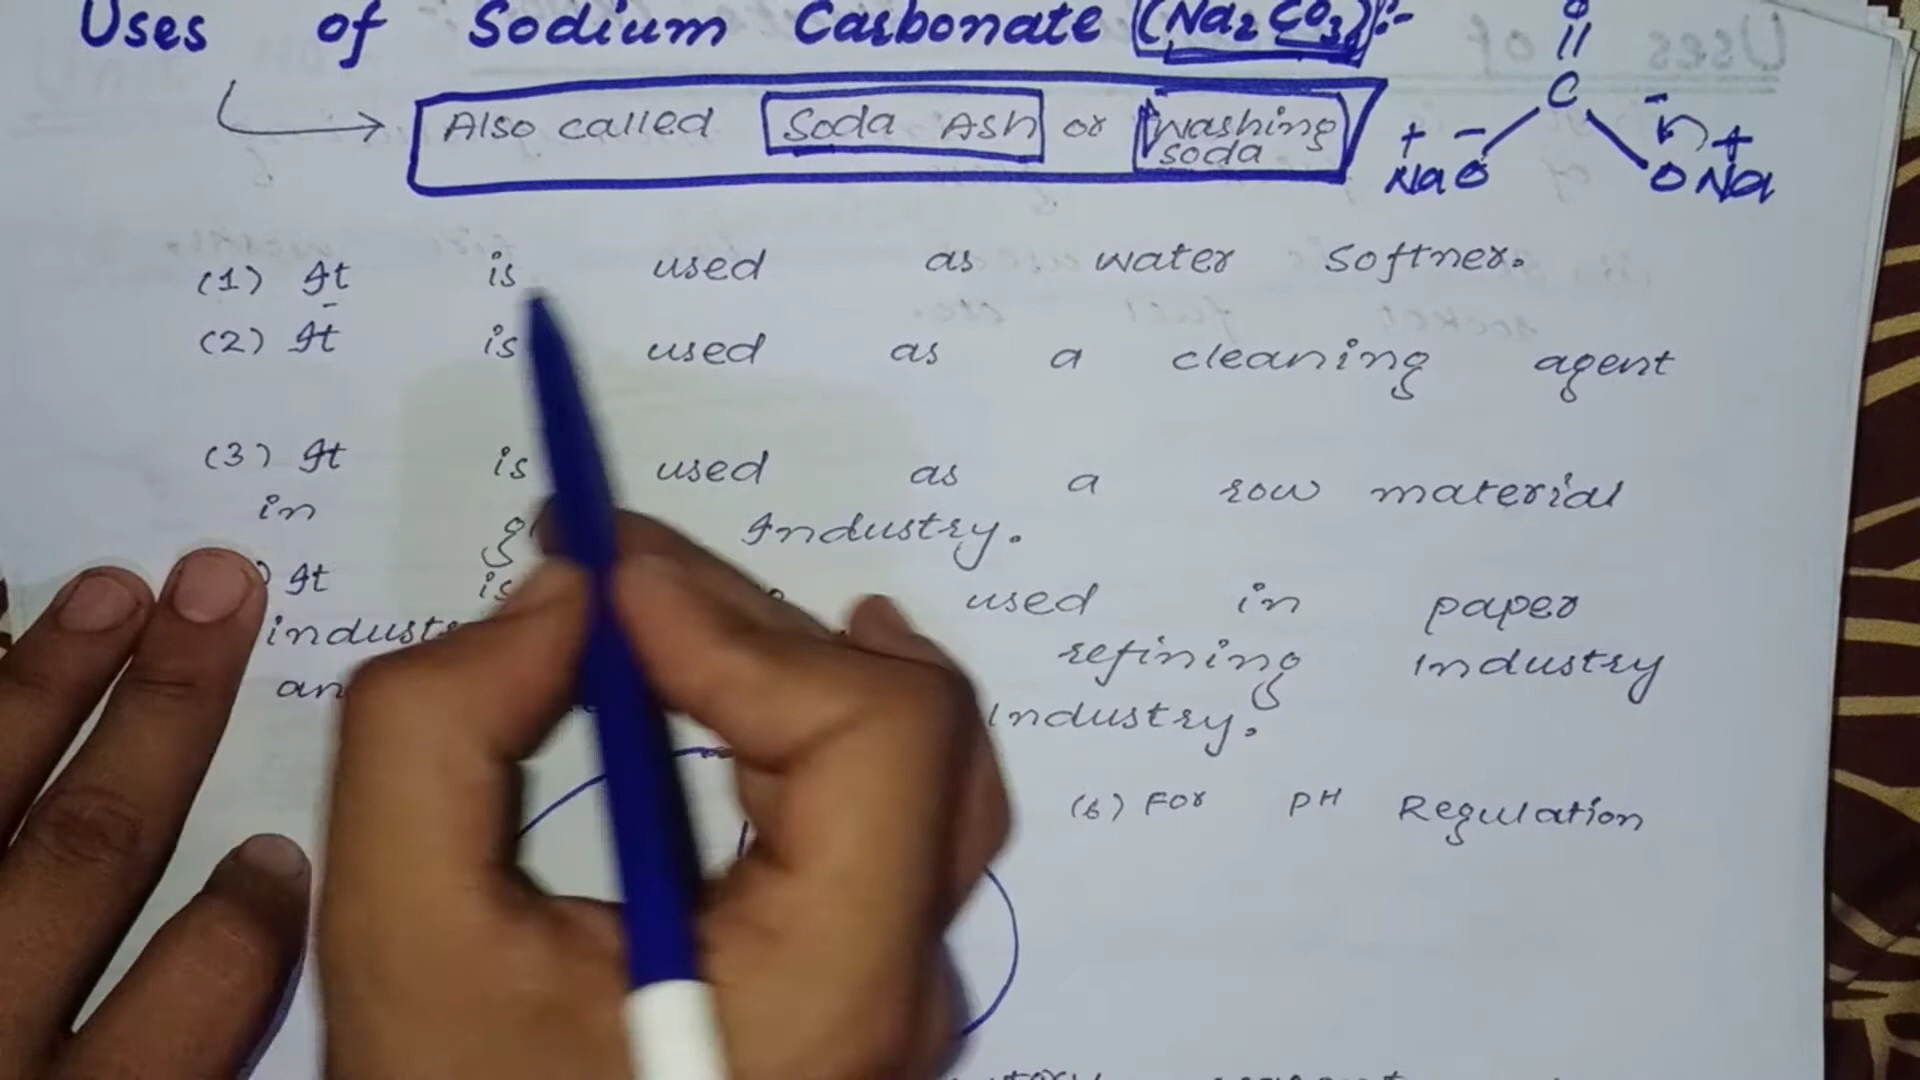 Uses of Sodium Carbonate (Na2CO3):-
Also called Soda Ash or washing soda
O
C
+ - - +
NaO ONa
(1) It is used as water softner.
(2) It is used as a cleaning agent
(3) It is used as a row material
in Industry.
It is used in paper
refining Industry
Industry.
(6) For PH Regulation